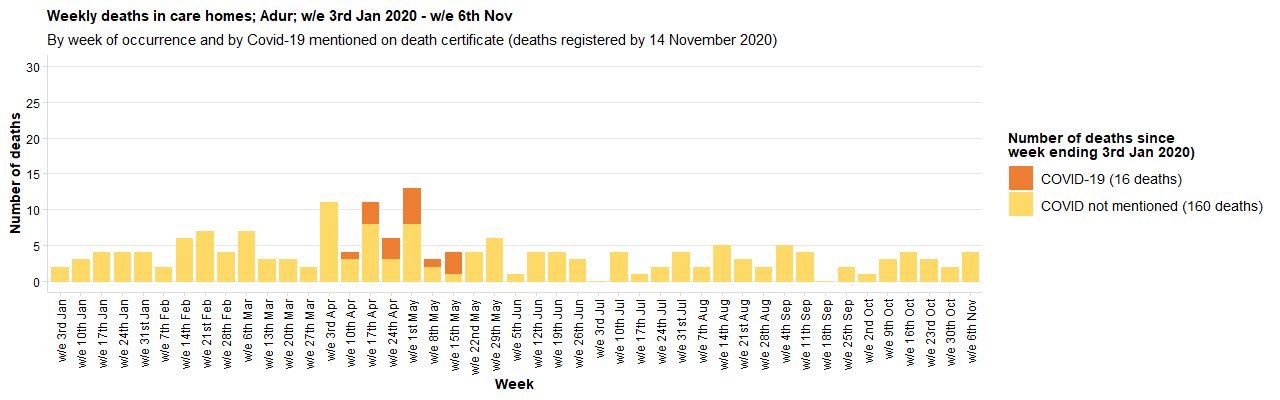 Weekly deaths in care homes; Adur; w/e 3rd Jan 2020 - w/e 6th Nov
By week of occurrence and by Covid-19 mentioned on death certificate (deaths registered by 14 November 2020)
Number of deaths
30
25
20
15
10
5
0
w/e 3rd Jan
w/e 10th Jan
w/e 17th Jan
w/e 24th Jan
w/e 31st Jan
w/e 7th Feb
w/e 14th Feb
w/e 21st Feb
w/e 28th Feb
w/e 6th Mar
w/e 13th Mar
w/e 20th Mar
w/e 27th Mar
w/e 3rd Apr
w/e 10th Apr
w/e 17th Apr
w/e 24th Apr
w/e 1st May
w/e 8th May
w/e 15th May
w/e 22nd May
w/e 29th May
w/e 5th Jun
w/e 12th Jun
w/e 19th Jun
w/e 26th Jun
w/e 3rd Jul
w/e 10th Jul
w/e 17th Jul
w/e 24th Jul
w/e 31st Jul
w/e 7th Aug
w/e 14th Aug
w/e 21st Aug
w/e 28th Aug
w/e 4th Sep
w/e 11th Sep
w/e 18th Sep
w/e 25th Sep
w/e 2nd Oct
w/e 9th Oct
w/e 16th Oct
w/e 23rd Oct
w/e 30th Oct
w/e 6th Nov
Week
Number of deaths since
week ending 3rd Jan 2020)
COVID-19 (16 deaths)
COVID not mentioned (160 deaths)